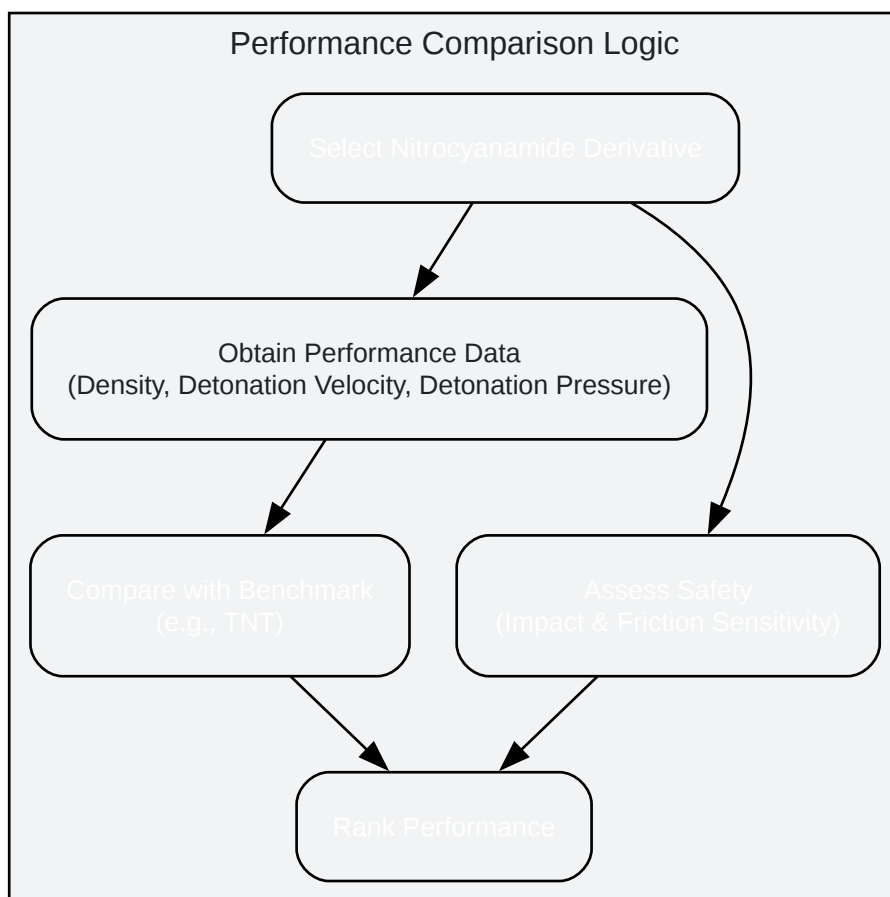 Performance Comparison Logic
Select Nitrocyanamide Derivative
Obtain Performance Data
(Density, Detonation Velocity, Detonation Pressure)
Compare with Benchmark
(e.g., TNT)
Assess Safety
(Impact & Friction Sensitivity)
Rank Performance